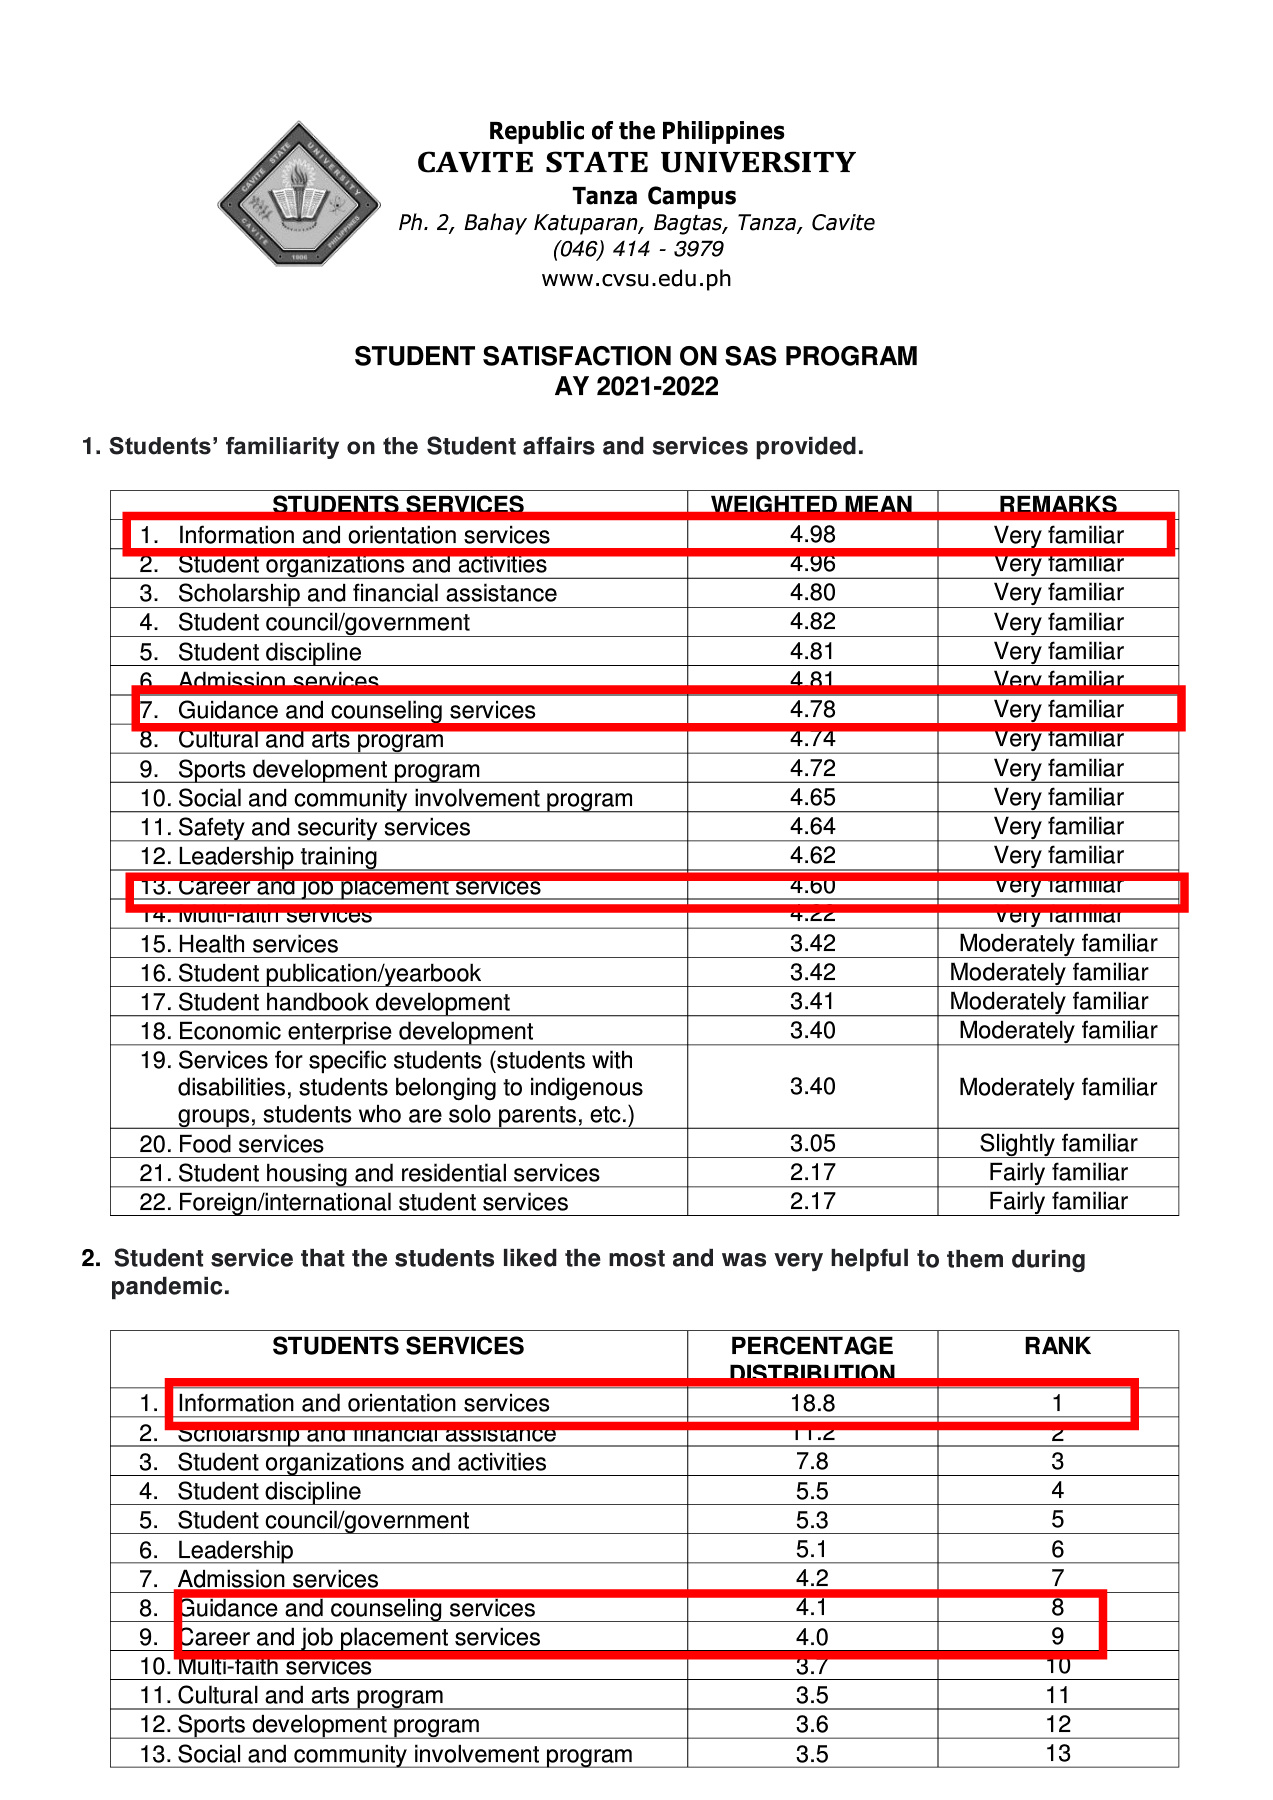 Republic of the Philippines
CAVITE STATE UNIVERSITY
Tanza Campus
Ph. 2, Bahay Katuparan, Bagtas, Tanza, Cavite
(046) 414 - 3979
www.cvsu.edu.ph
CAVITE STATE UNIVERSITY
CAVITE PHILIPPINES
1906
STUDENT SATISFACTION ON SAS PROGRAM
AY 2021-2022
1. Students’ familiarity on the Student affairs and services provided.
STUDENTS SERVICES WEIGHTED MEAN REMARKS
1. Information and orientation services 4.98 Very familiar
2. Student organizations and activities 4.96 Very familiar
3. Scholarship and financial assistance 4.80 Very familiar
4. Student council/government 4.82 Very familiar
5. Student discipline 4.81 Very familiar
6. Admission services 4.81 Very familiar
7. Guidance and counseling services 4.78 Very familiar
8. Cultural and arts program 4.74 Very familiar
9. Sports development program 4.72 Very familiar
10. Social and community involvement program 4.65 Very familiar
11. Safety and security services 4.64 Very familiar
12. Leadership training 4.62 Very familiar
13. Career and job placement services 4.60 Very familiar
14. Multi-faith services 4.22 Very familiar
15. Health services 3.42 Moderately familiar
16. Student publication/yearbook 3.42 Moderately familiar
17. Student handbook development 3.41 Moderately familiar
18. Economic enterprise development 3.40 Moderately familiar
19. Services for specific students (students with
disabilities, students belonging to indigenous 3.40 Moderately familiar
groups, students who are solo parents, etc.)
20. Food services 3.05 Slightly familiar
21. Student housing and residential services 2.17 Fairly familiar
22. Foreign/international student services 2.17 Fairly familiar
2. Student service that the students liked the most and was very helpful to them during
pandemic.
STUDENTS SERVICES PERCENTAGE RANK
DISTRIBUTION
1. Information and orientation services 18.8 1
2. Scholarship and financial assistance 11.2 2
3. Student organizations and activities 7.8 3
4. Student discipline 5.5 4
5. Student council/government 5.3 5
6. Leadership 5.1 6
7. Admission services 4.2 7
8. Guidance and counseling services 4.1 8
9. Career and job placement services 4.0 9
10. Multi-faith services 3.7 10
11. Cultural and arts program 3.5 11
12. Sports development program 3.6 12
13. Social and community involvement program 3.5 13